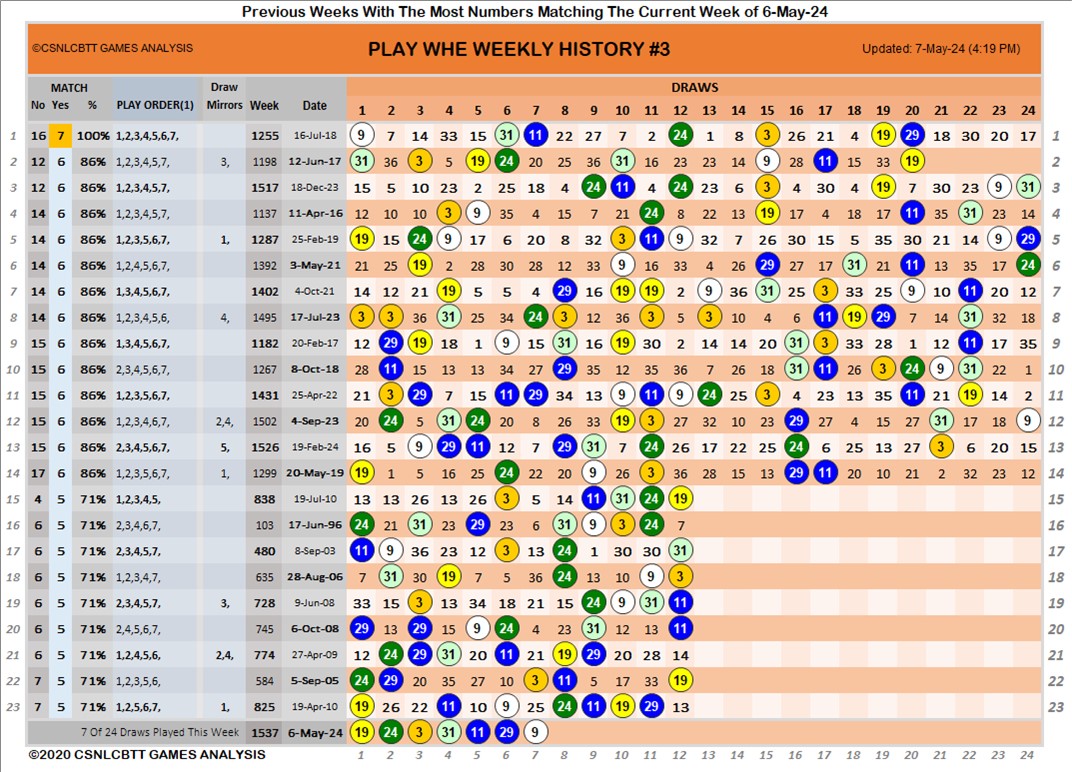 Previous Weeks With The Most Numbers Matching The Current Week of 6-May-24
©CSNLCBTT GAMES ANALYSIS PLAY WHE WEEKLY HISTORY #3 Updated: 7-May-24 (4:19 PM)
MATCH Draw DRAWS
No Yes % PLAY ORDER(1) Mirrors Week Date 1 2 3 4 5 6 7 8 9 10 11 12 13 14 15 16 17 18 19 20 21 22 23 24
1 16 7 100% 1,2,3,4,5,6,7, 1255 16-Jul-18 9 7 14 33 15 31 11 22 27 7 2 24 1 8 3 26 21 4 19 29 18 30 20 17 1
2 12 6 86% 1,2,3,4,5,7, 3, 1198 12-Jun-17 31 36 3 5 19 24 20 25 36 31 16 23 23 14 9 28 11 15 33 19 2
3 12 6 86% 1,2,3,4,5,7, 1517 18-Dec-23 15 5 10 23 2 25 18 4 24 11 4 24 23 6 3 4 30 4 19 7 30 23 9 31 3
4 14 6 86% 1,2,3,4,5,7, 1137 11-Apr-16 12 10 10 3 9 35 4 15 7 21 24 8 22 13 19 17 4 18 17 11 35 31 23 14 4
5 14 6 86% 1,2,3,5,6,7, 1, 1287 25-Feb-19 19 15 24 9 17 6 20 8 32 3 11 9 32 7 26 30 15 5 35 30 21 14 9 29 5
6 14 6 86% 1,2,4,5,6,7, 1392 3-May-21 21 25 19 2 28 30 28 12 33 9 16 33 4 26 29 27 17 31 21 11 13 35 17 24 6
7 14 6 86% 1,3,4,5,6,7, 1402 4-Oct-21 14 12 21 19 5 5 4 29 16 19 11 2 9 36 31 25 3 33 25 9 10 11 20 12 7
8 14 6 86% 1,2,3,4,5,6, 4, 1495 17-Jul-23 3 3 36 31 25 34 24 3 12 36 3 5 3 10 4 6 11 19 29 7 22 31 32 18 8
9 15 6 86% 1,3,4,5,6,7, 1182 20-Feb-17 12 29 19 18 1 9 15 31 16 19 30 2 14 14 20 31 3 33 28 1 12 11 17 35 9
10 15 6 86% 2,3,4,5,6,7, 1267 8-Oct-18 28 11 15 13 13 34 27 29 35 12 35 36 7 26 18 31 11 26 3 24 9 31 22 1 10
11 15 6 86% 1,2,3,5,6,7, 1431 25-Apr-22 21 3 29 7 15 11 29 34 13 9 11 9 24 25 3 4 23 13 35 11 21 19 14 2 11
12 15 6 86% 1,2,3,4,6,7, 2,4, 1502 4-Sep-23 20 24 5 31 24 20 8 26 33 19 3 27 32 10 23 29 27 4 15 27 31 17 18 9 12
13 15 6 86% 2,3,4,5,6,7, 5, 1526 19-Feb-24 16 5 9 29 11 12 7 29 31 7 24 26 17 22 25 24 6 25 13 27 3 6 20 15 13
14 17 6 86% 1,2,3,5,6,7, 1, 1299 20-May-19 19 1 5 16 25 24 22 20 9 26 3 36 28 15 13 29 11 20 10 21 4 32 23 12 14
15 4 5 71% 1,2,3,4,5, 838 19-Jul-10 13 13 26 13 26 3 5 14 11 31 24 19 15
16 6 5 71% 2,3,4,6,7, 103 17-Jun-96 24 21 31 23 29 23 6 31 9 3 24 7 16
17 6 5 71% 2,3,4,5,7, 480 8-Sep-03 11 9 36 23 12 3 13 24 1 30 30 31 17
18 6 5 71% 1,2,3,4,7, 635 28-Aug-06 7 31 30 19 7 5 36 24 13 10 9 3 18
19 6 5 71% 2,3,4,5,7, 3, 728 9-Jun-08 33 15 3 13 34 18 21 15 24 9 31 11 19
20 6 5 71% 2,4,5,6,7, 745 6-Oct-08 29 13 29 15 9 24 4 23 31 12 13 11 20
21 6 5 71% 1,2,4,5,6, 2,4, 774 27-Apr-09 12 24 29 31 20 11 21 19 29 20 28 14 21
22 7 5 71% 1,2,3,5,6, 584 5-Sep-05 24 29 20 35 27 10 3 11 5 17 33 19 22
23 7 5 71% 1,2,5,6,7, 1, 825 19-Apr-10 19 26 22 11 10 9 25 24 11 19 29 13 23
7 Of 24 Draws Played This Week 1537 6-May-24 19 24 3 31 11 29 9
©2020 CSNLCBTT GAMES ANALYSIS 1 2 3 4 5 6 7 8 9 10 11 12 13 14 15 16 17 18 19 20 21 22 23 24